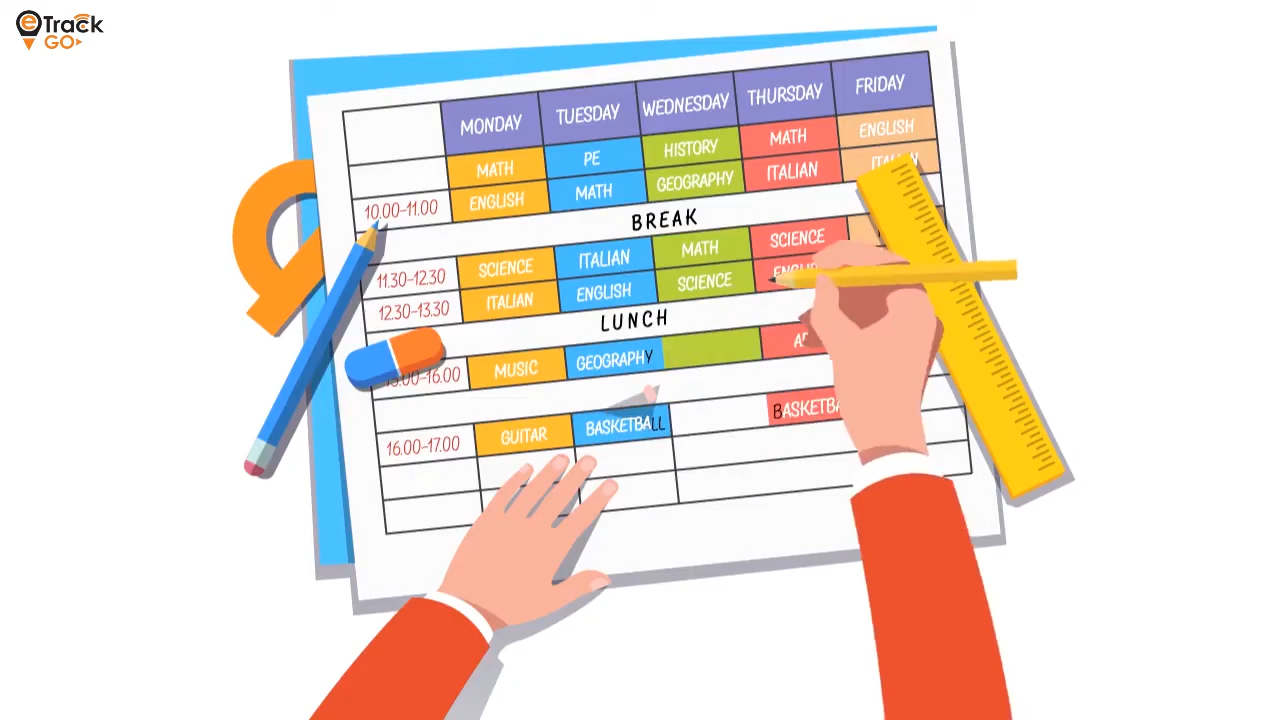 eTrack
GO
MONDAY TUESDAY WEDNESDAY THURSDAY FRIDAY
MATH PE HISTORY MATH ENGLISH
10.00-11.00 ENGLISH MATH GEOGRAPHY ITALIAN ITALIAN
BREAK
11.30-12.30 SCIENCE ITALIAN MATH SCIENCE
12.30-13.30 ITALIAN ENGLISH SCIENCE
LUNCH
MUSIC GEOGRAPHY
16.00-17.00 GUITAR BASKETBALL